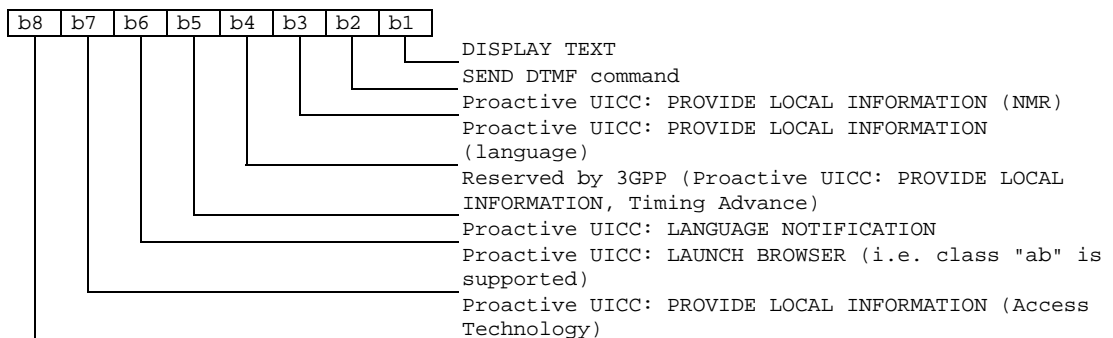 b8 b7 b6 b5 b4 b3 b2 b1
DISPLAY TEXT
SEND DTMF command
Proactive UICC: PROVIDE LOCAL INFORMATION (NMR)
Proactive UICC: PROVIDE LOCAL INFORMATION
(language)
Reserved by 3GPP (Proactive UICC: PROVIDE LOCAL
INFORMATION, Timing Advance)
Proactive UICC: LANGUAGE NOTIFICATION
Proactive UICC: LAUNCH BROWSER (i.e. class "ab" is
supported)
Proactive UICC: PROVIDE LOCAL INFORMATION (Access
Technology)